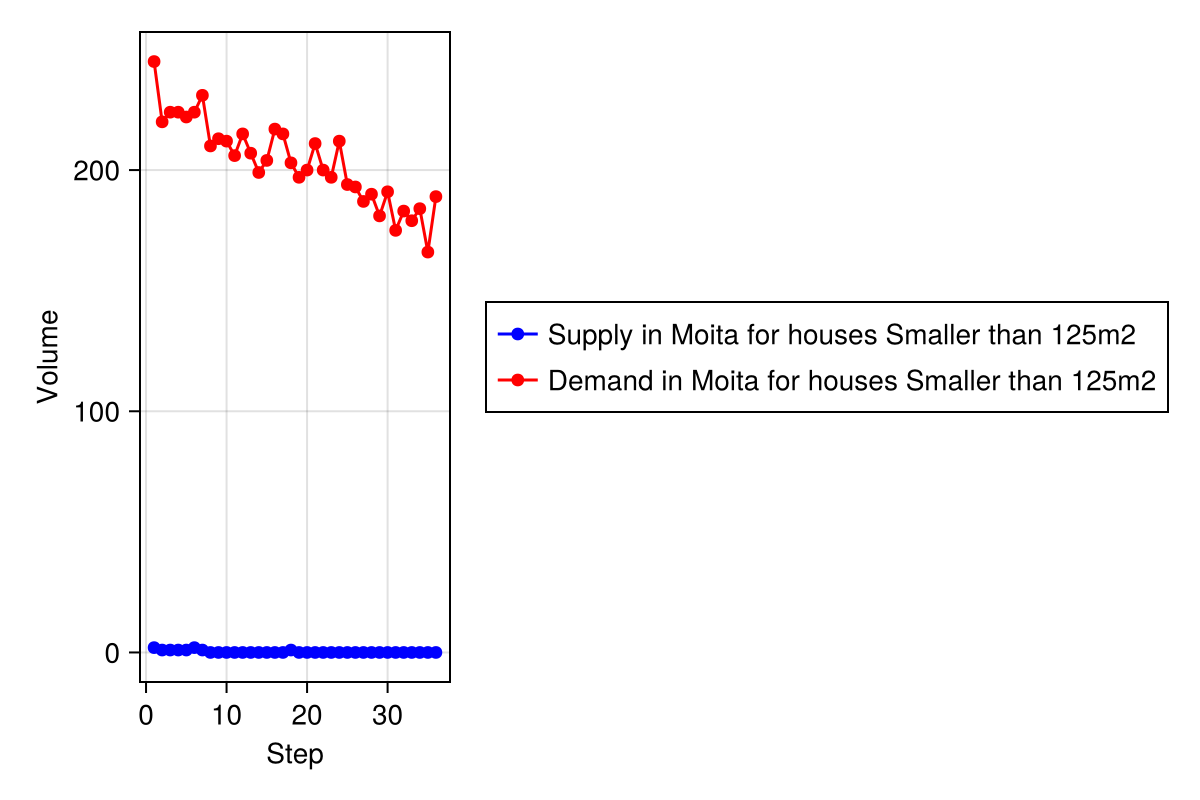 Volume
200
100
0
0 10 20 30
Step
Supply in Moita for houses Smaller than 125m2
Demand in Moita for houses Smaller than 125m2